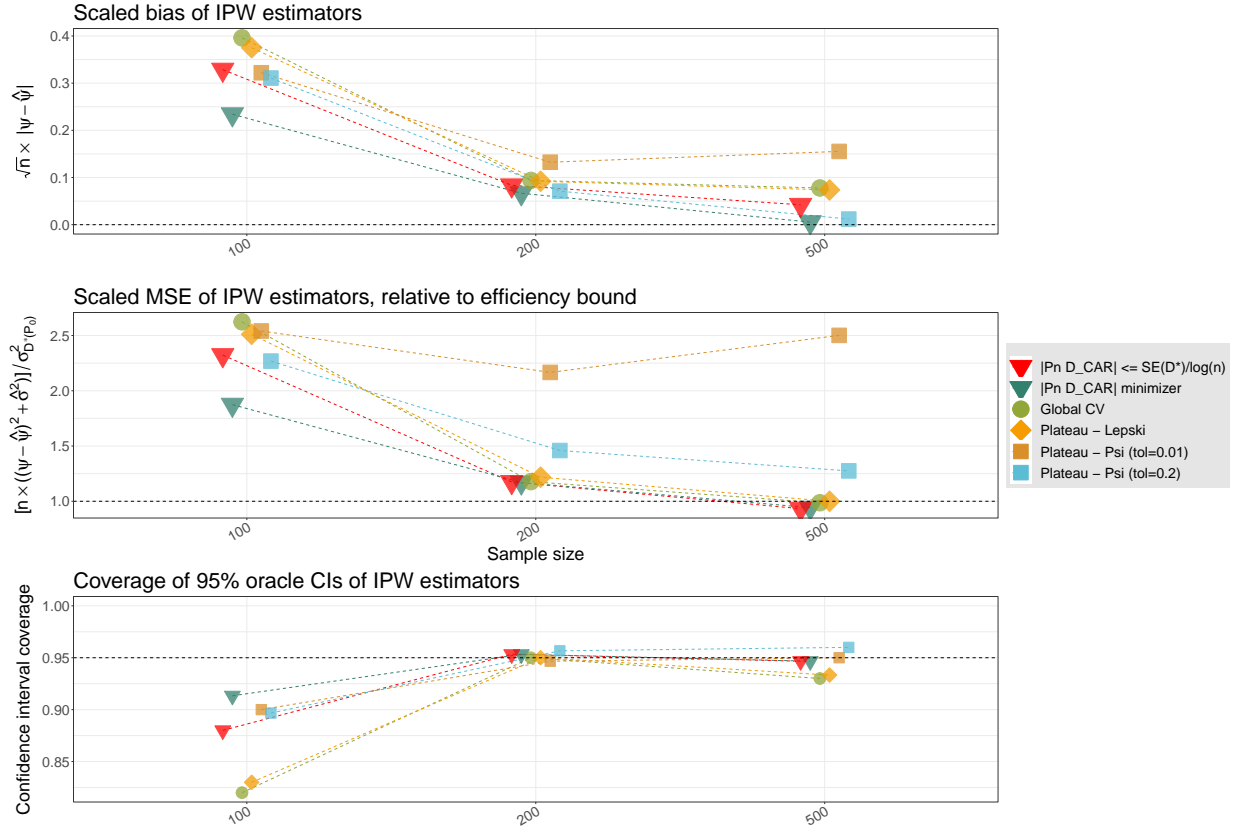 Scaled bias of IPW estimators
√n × |ψ − ψ̂|
0.4
0.3
0.2
0.1
0.0
100
200
500
Scaled MSE of IPW estimators, relative to efficiency bound
[n × ((ψ − ψ̂)² + σ̂²)] / σ²_{D*(P₀)}
2.5
2.0
1.5
1.0
100
200
500
Sample size
|Pn D_CAR| <= SE(D*)/log(n)
|Pn D_CAR| minimizer
Global CV
Plateau − Lepski
Plateau − Psi (tol=0.01)
Plateau − Psi (tol=0.2)
Coverage of 95% oracle CIs of IPW estimators
Confidence interval coverage
1.00
0.95
0.90
0.85
100
200
500